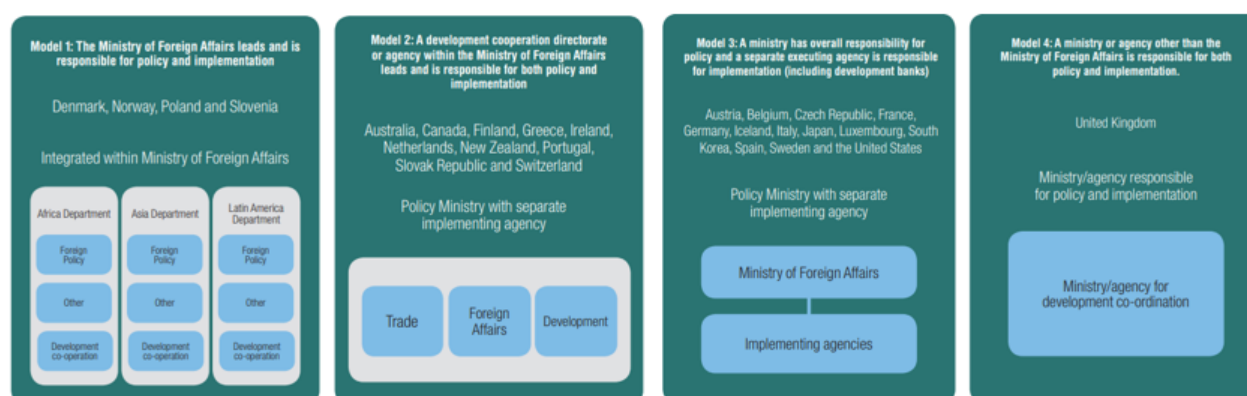 Model 1: The Ministry of Foreign Affairs leads and is
responsible for policy and implementation
Denmark, Norway, Poland and Slovenia
Integrated within Ministry of Foreign Affairs
Africa Department
Foreign
Policy
Other
Development
co-operation
Asia Department
Foreign
Policy
Other
Development
co-operation
Latin America
Department
Foreign
Policy
Other
Development
co-operation
Model 2: A development cooperation directorate
or agency within the Ministry of Foreign Affairs
leads and is responsible for both policy and
implementation
Australia, Canada, Finland, Greece, Ireland,
Netherlands, New Zealand, Portugal,
Slovak Republic and Switzerland
Policy Ministry with separate
implementing agency
Trade
Foreign
Affairs
Development
Model 3: A ministry has overall responsibility for
policy and a separate executing agency is responsible
for implementation (including development banks)
Austria, Belgium, Czech Republic, France,
Germany, Iceland, Italy, Japan, Luxembourg, South
Korea, Spain, Sweden and the United States
Policy Ministry with separate
implementing agency
Ministry of Foreign Affairs
Implementing agencies
Model 4: A ministry or agency other than the
Ministry of Foreign Affairs is responsible for both
policy and implementation.
United Kingdom
Ministry/agency responsible
for policy and implementation
Ministry/agency for
development co-ordination